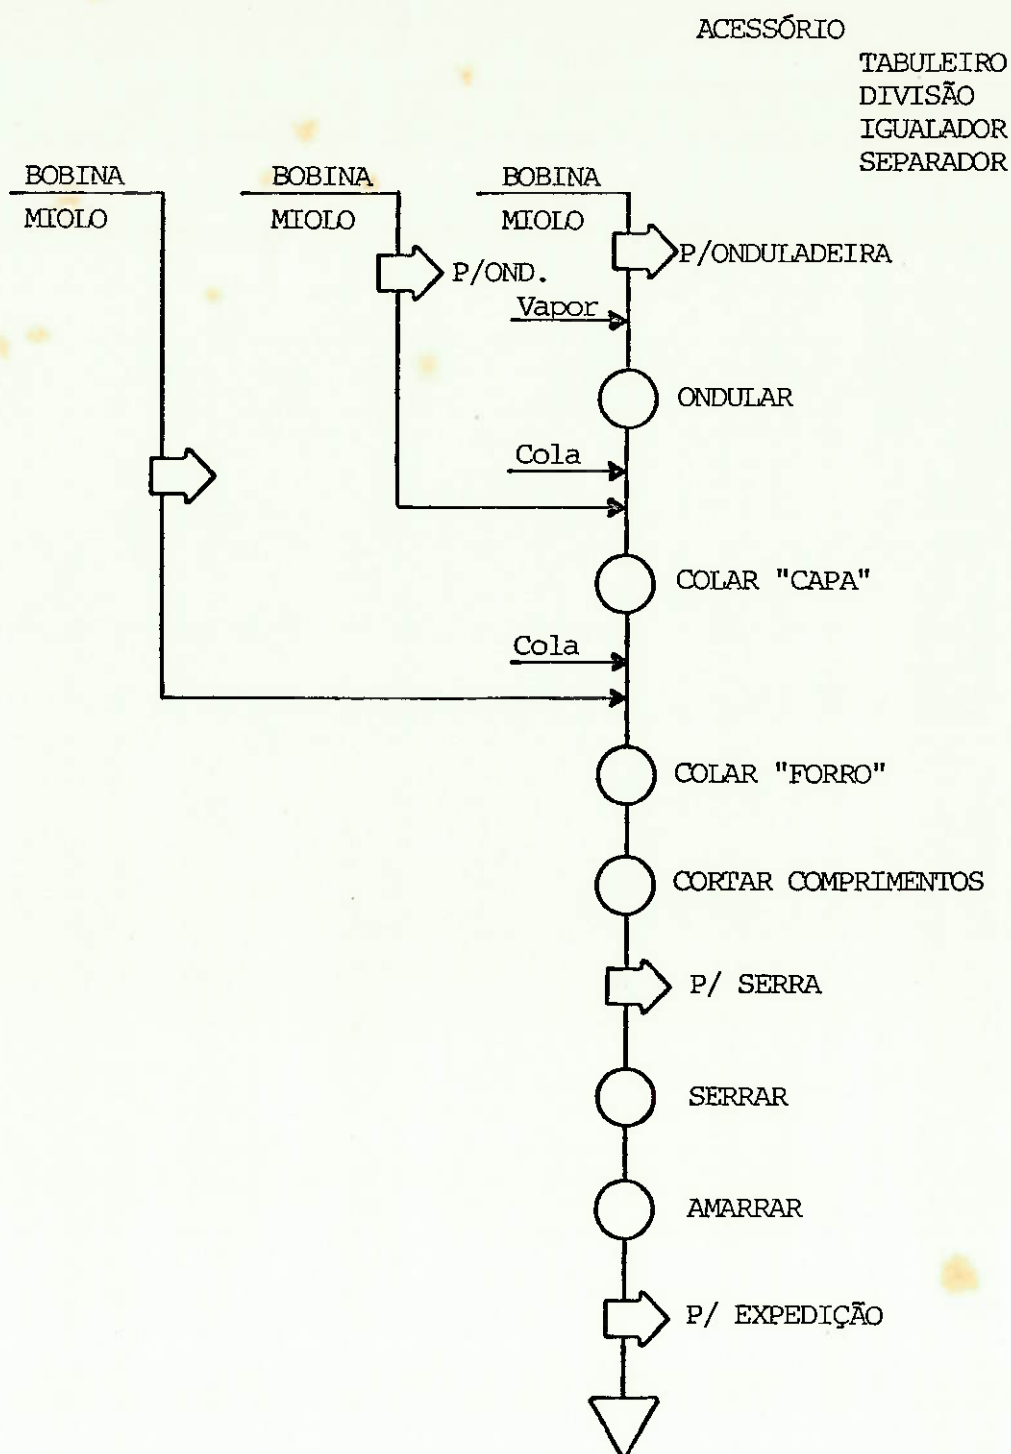 ACESSÓRIO
TABULEIRO
DIVISÃO
IGUALADOR
SEPARADOR
BOBINA
MIOLO
BOBINA
MIOLO
BOBINA
MIOLO
P/OND.
P/ONDULADEIRA
Vapor
ONDULAR
Cola
COLAR "CAPA"
Cola
COLAR "FORRO"
CORTAR COMPRIMENTOS
P/ SERRA
SERRAR
AMARRAR
P/ EXPEDIÇÃO